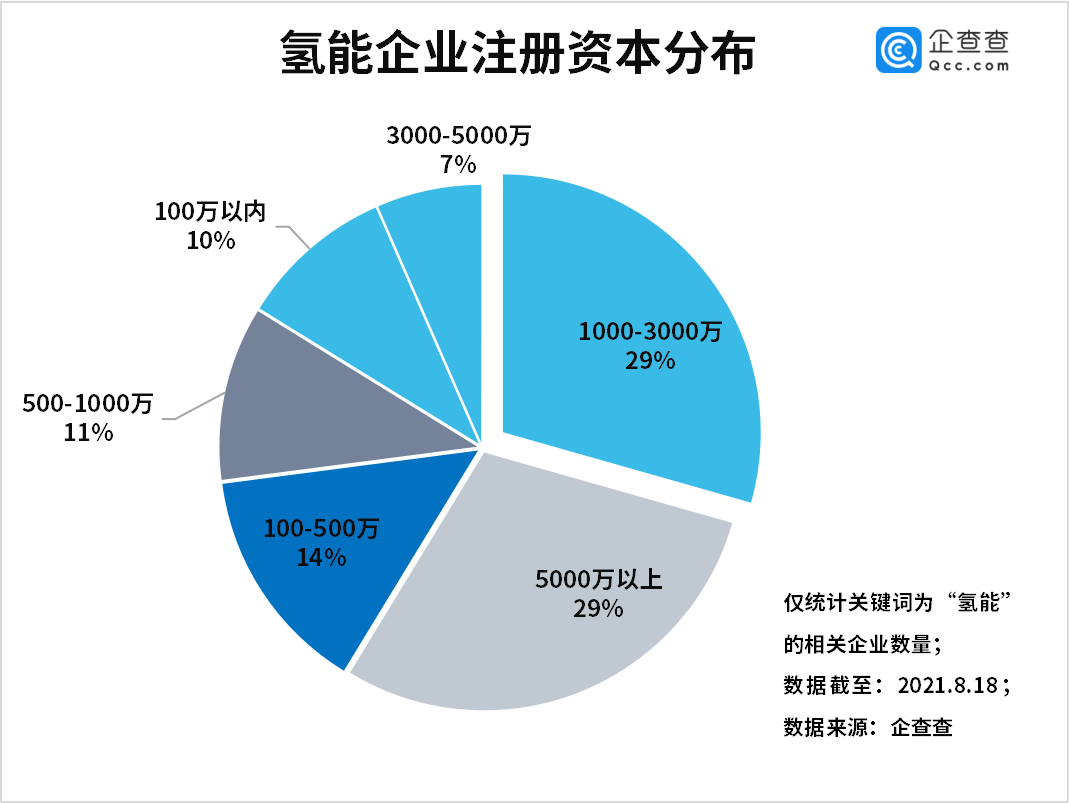 氢能企业注册资本分布
企查查
Qcc.com
3000-5000万
7%
100万以内
10%
1000-3000万
29%
500-1000万
11%
100-500万
14%
5000万以上
29%
仅统计关键词为“氢能”
的相关企业数量；
数据截至：2021.8.18；
数据来源：企查查